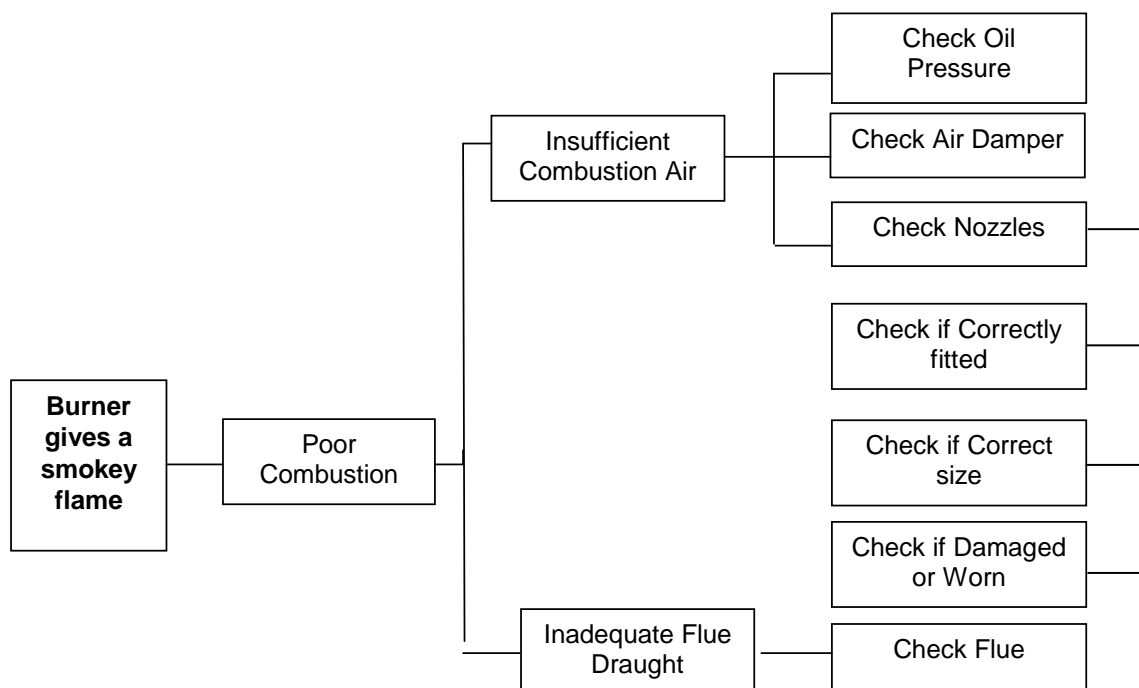 Burner
gives a
smokey
flame
Poor
Combustion
Insufficient
Combustion Air
Inadequate Flue
Draught
Check Oil
Pressure
Check Air Damper
Check Nozzles
Check if Correctly
fitted
Check if Correct
size
Check if Damaged
or Worn
Check Flue